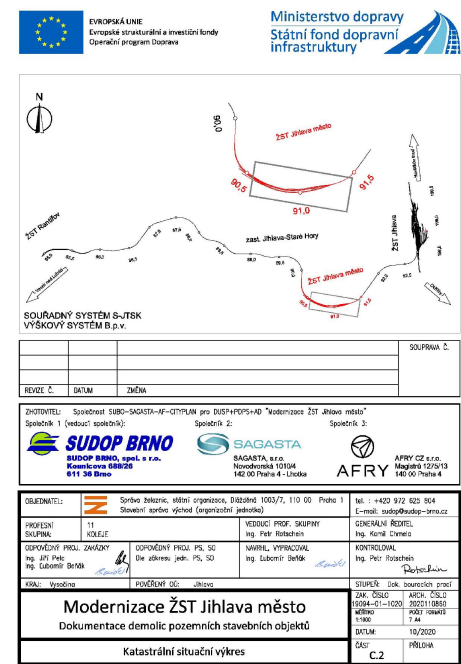 EVROPSKÁ UNIE
Evropské strukturální a investiční fondy
Operační program Doprava
Ministerstvo dopravy
Státní fond dopravní
infrastruktury
N
90,0
ŽST Jihlava město
90,5
91,0
91,5
ŽST Rantířov
zast. Jihlava-Staré Hory
ŽST Jihlava
ŽST Jihlava město
SOUŘADNÝ SYSTÉM S-JTSK
VÝŠKOVÝ SYSTÉM B.p.v.
SOUPRAVA Č.
REVIZE Č. DATUM ZMĚNA
ZHOTOVITEL: Společnost SUBO-SAGASTA-AF-CITYPLAN pro DUSP+PDPS+AD "Modernizace ŽST Jihlava město"
Společník 1 (vedoucí společník): Společník 2: Společník 3:
SUDOP BRNO
SUDOP BRNO, spol. s r.o.
Kounicova 688/26
611 36 Brno
SAGASTA
SAGASTA, s.r.o.
Novodvorská 1010/4
142 00 Praha 4 - Lhotka
AFRY
AFRY CZ s.r.o.
Magistrů 1275/13
140 00 Praha 4
OBJEDNATEL: Správa železnic, státní organizace, Dlážděná 1003/7, 110 00 Praha 1
Stavební správa východ (organizační jednotka)
tel. : +420 972 625 804
E-mail: sudop@sudop-brno.cz
PROFESNÍ SKUPINA: 11 KOLEJE
VEDOUCÍ PROF. SKUPINY
Ing. Petr Rotschein
GENERÁLNÍ ŘEDITEL
Ing. Kamil Chmela
ODPOVĚDNÝ PROJ. ZAKÁZKY
Ing. Jiří Pelc
Ing. Ľubomír Beňák
ODPOVĚDNÝ PROJ. PS, SO
Dle zákresu jedn. PS, SO
NAVRHL, VYPRACOVAL
Ing. Ľubomír Beňák
KONTROLOVAL
Ing. Petr Rotschein
KRAJ: Vysočina POVĚŘENÝ OÚ: Jihlava STUPEŇ: Dok. bouracích prací
Modernizace ŽST Jihlava město
Dokumentace demolic pozemních stavebních objektů
ZAK. ČÍSLO
19094-01-1020
ARCH. ČÍSLO
2020110860
MĚŘÍTKO
1:1000
POČET FORMÁTŮ
7 A4
DATUM: 10/2020
Katastrální situační výkres
ČÁST
C.2
PŘÍLOHA